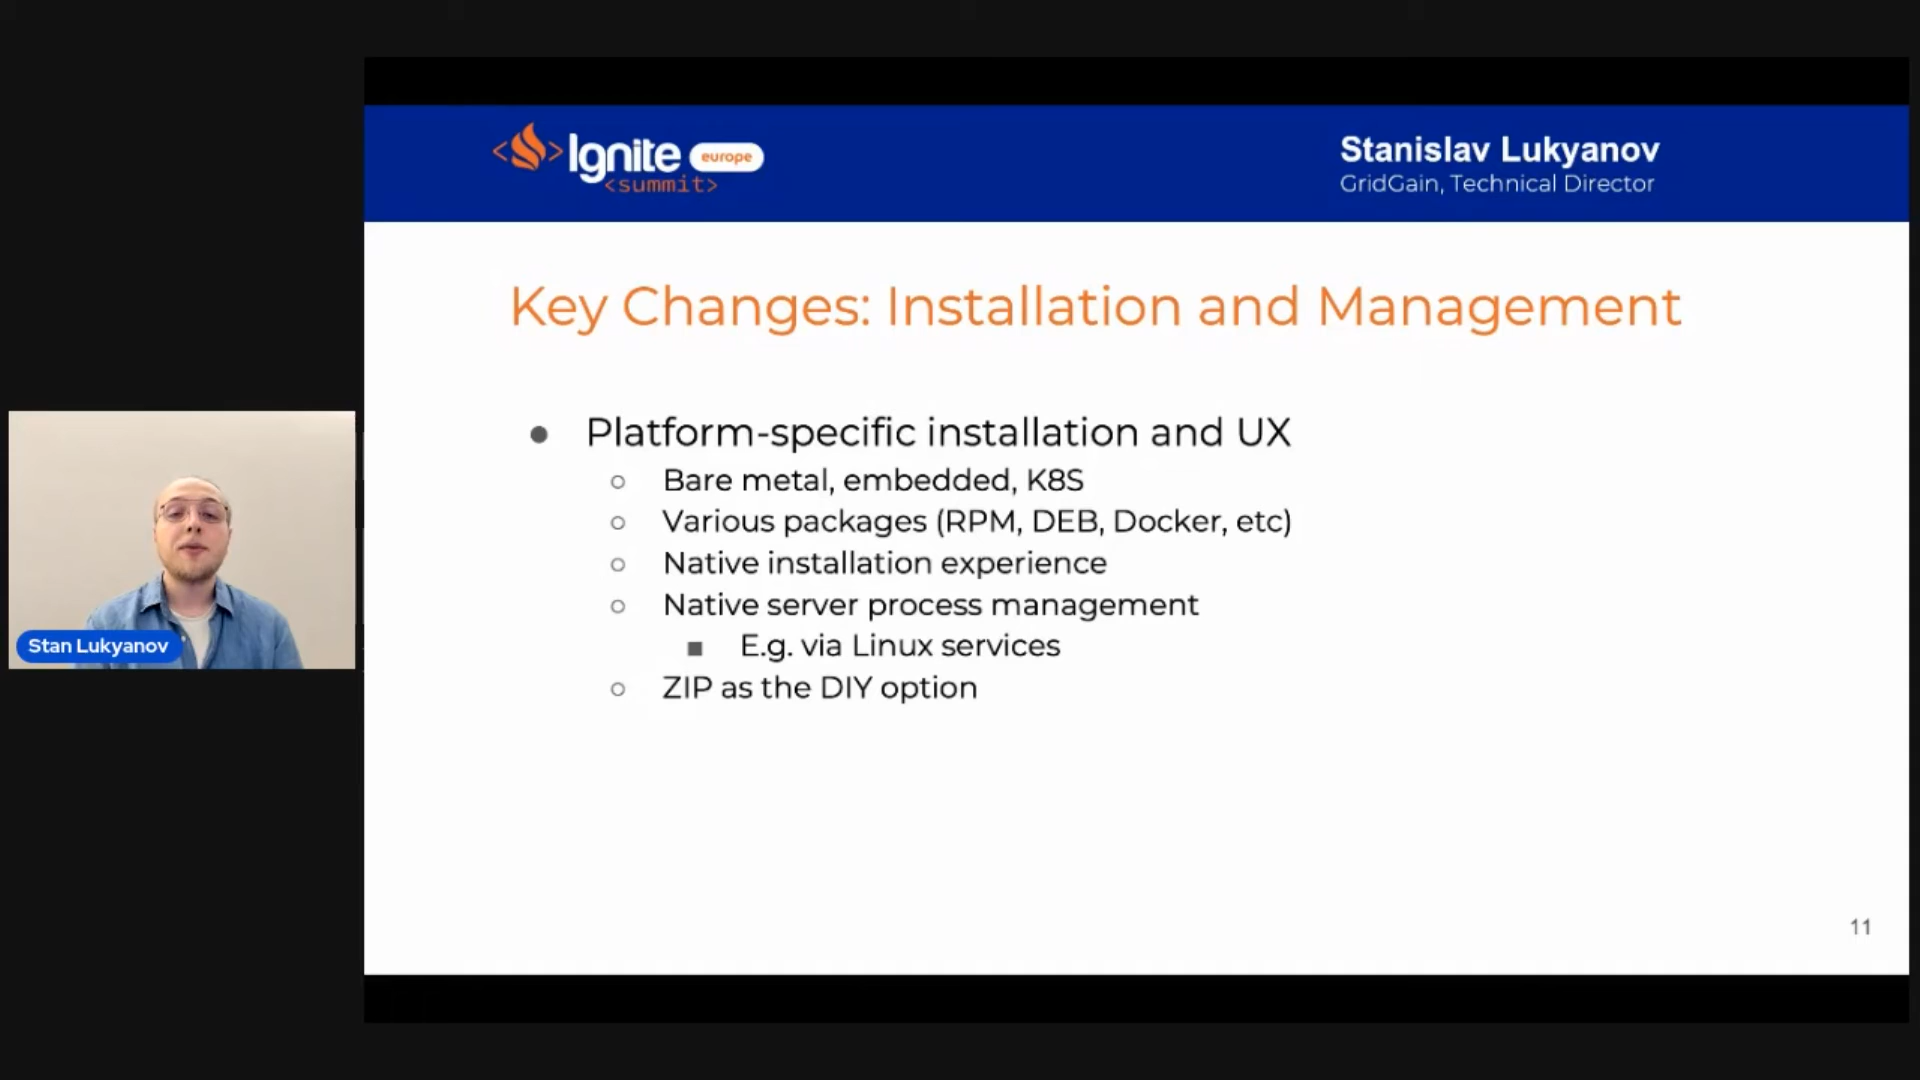 <Ignite europe
<summit>
Stanislav Lukyanov
GridGain, Technical Director
Key Changes: Installation and Management
● Platform-specific installation and UX
○ Bare metal, embedded, K8S
○ Various packages (RPM, DEB, Docker, etc)
○ Native installation experience
○ Native server process management
■ E.g. via Linux services
○ ZIP as the DIY option
Stan Lukyanov
11